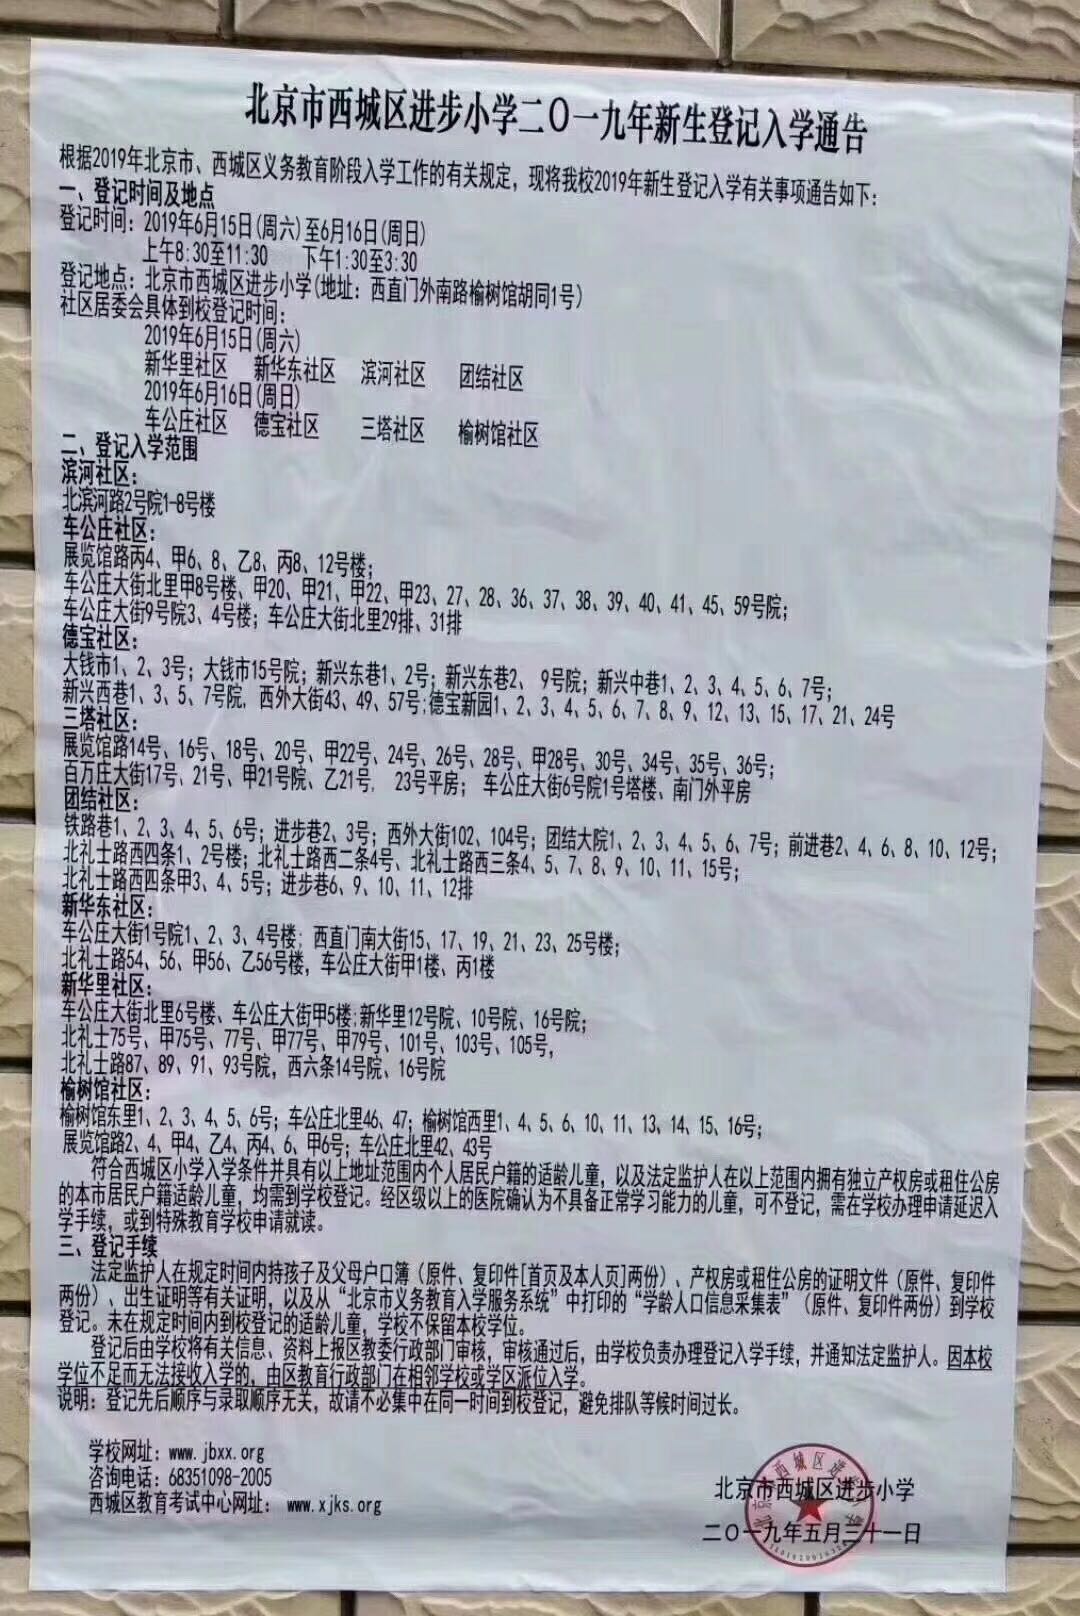 北京市西城区进步小学二〇一九年新生登记入学通告
根据2019年北京市、西城区义务教育阶段入学工作的有关规定，现将我校2019年新生登记入学有关事项通告如下：
一、登记时间及地点
登记时间：2019年6月15日(周六)至6月16日(周日)
上午8:30至11:30 下午1:30至3:30
登记地点：北京市西城区进步小学(地址：西直门外南路榆树馆胡同1号)
社区居委会具体到校登记时间：
2019年6月15日(周六)
新华里社区 新华东社区 滨河社区 团结社区
2019年6月16日(周日)
车公庄社区 德宝社区 三塔社区 榆树馆社区
二、登记入学范围
滨河社区：
北滨河路2号院1-8号楼
车公庄社区：
展览馆路丙4、甲6、8、乙8、丙8、12号楼；
车公庄大街北里甲8号楼、甲20、甲21、甲22、甲23、27、28、36、37、38、39、40、41、45、59号院；
车公庄大街9号院3、4号楼；车公庄大街北里29排、31排
德宝社区：
大钱市1、2、3号；大钱市15号院；新兴东巷1、2号；新兴东巷2、 9号院；新兴中巷1、2、3、4、5、6、7号；
新兴西巷1、3、5、7号院，西外大街43、49、57号;德宝新园1、2、3、4、5、6、7、8、9、12、13、15、17、21、24号
三塔社区：
展览馆路14号、16号、18号、20号、甲22号、24号、26号、28号、甲28号、30号、34号、35号、36号；
百万庄大街17号、21号、甲21号院、乙21号， 23号平房； 车公庄大街6号院1号塔楼、南门外平房
团结社区：
铁路巷1、2、3、4、5、6号；进步巷2、3号；西外大街102、104号；团结大院1、2、3、4、5、6、7号；前进巷2、4、6、8、10、12号；
北礼士路西四条1、2号楼；北礼士路西二条4号、北礼士路西三条4、5、7、8、9、10、11、15号；
北礼士路西四条甲3、4、5号；进步巷6、9、10、11、12排
新华东社区：
车公庄大街1号院1、2、3、4号楼；西直门南大街15、17、19、21、23、25号楼；
北礼士路54、56、甲56、乙56号楼，车公庄大街甲1楼、丙1楼
新华里社区：
车公庄大街北里6号楼、车公庄大街甲5楼;新华里12号院、10号院、16号院；
北礼士75号、甲75号、77号、甲77号、甲79号、101号、103号、105号，
北礼士路87、89、91、93号院，西六条14号院、16号院
榆树馆社区：
榆树馆东里1、2、3、4、5、6号；车公庄北里46、47；榆树馆西里1、4、5、6、10、11、13、14、15、16号；
展览馆路2、4、甲4、乙4、丙4、6、甲6号；车公庄北里42、43号
符合西城区小学入学条件并具有以上地址范围内个人居民户籍的适龄儿童，以及法定监护人在以上范围内拥有独立产权房或租住公房
的本市居民户籍适龄儿童，均需到学校登记。经区级以上的医院确认为不具备正常学习能力的儿童，可不登记，需在学校办理申请延迟入
学手续，或到特殊教育学校申请就读。
三、登记手续
法定监护人在规定时间内持孩子及父母户口簿（原件、复印件[首页及本人页]两份）、产权房或租住公房的证明文件（原件、复印件
两份）、出生证明等有关证明，以及从“北京市义务教育入学服务系统”中打印的“学龄人口信息采集表”（原件、复印件两份）到学校
登记。未在规定时间内到校登记的适龄儿童，学校不保留本校学位。
登记后由学校将有关信息、资料上报区教委行政部门审核，审核通过后，由学校负责办理登记入学手续，并通知法定监护人。因本校
学位不足而无法接收入学的，由区教育行政部门在相邻学校或学区派位入学。
说明：登记先后顺序与录取顺序无关，故请不必集中在同一时间到校登记，避免排队等候时间过长。
学校网址：www.jbxx.org
咨询电话：68351098-2005
西城区教育考试中心网址： www.xjks.org
北京市西城区进步小学
二〇一九年五月三十一日